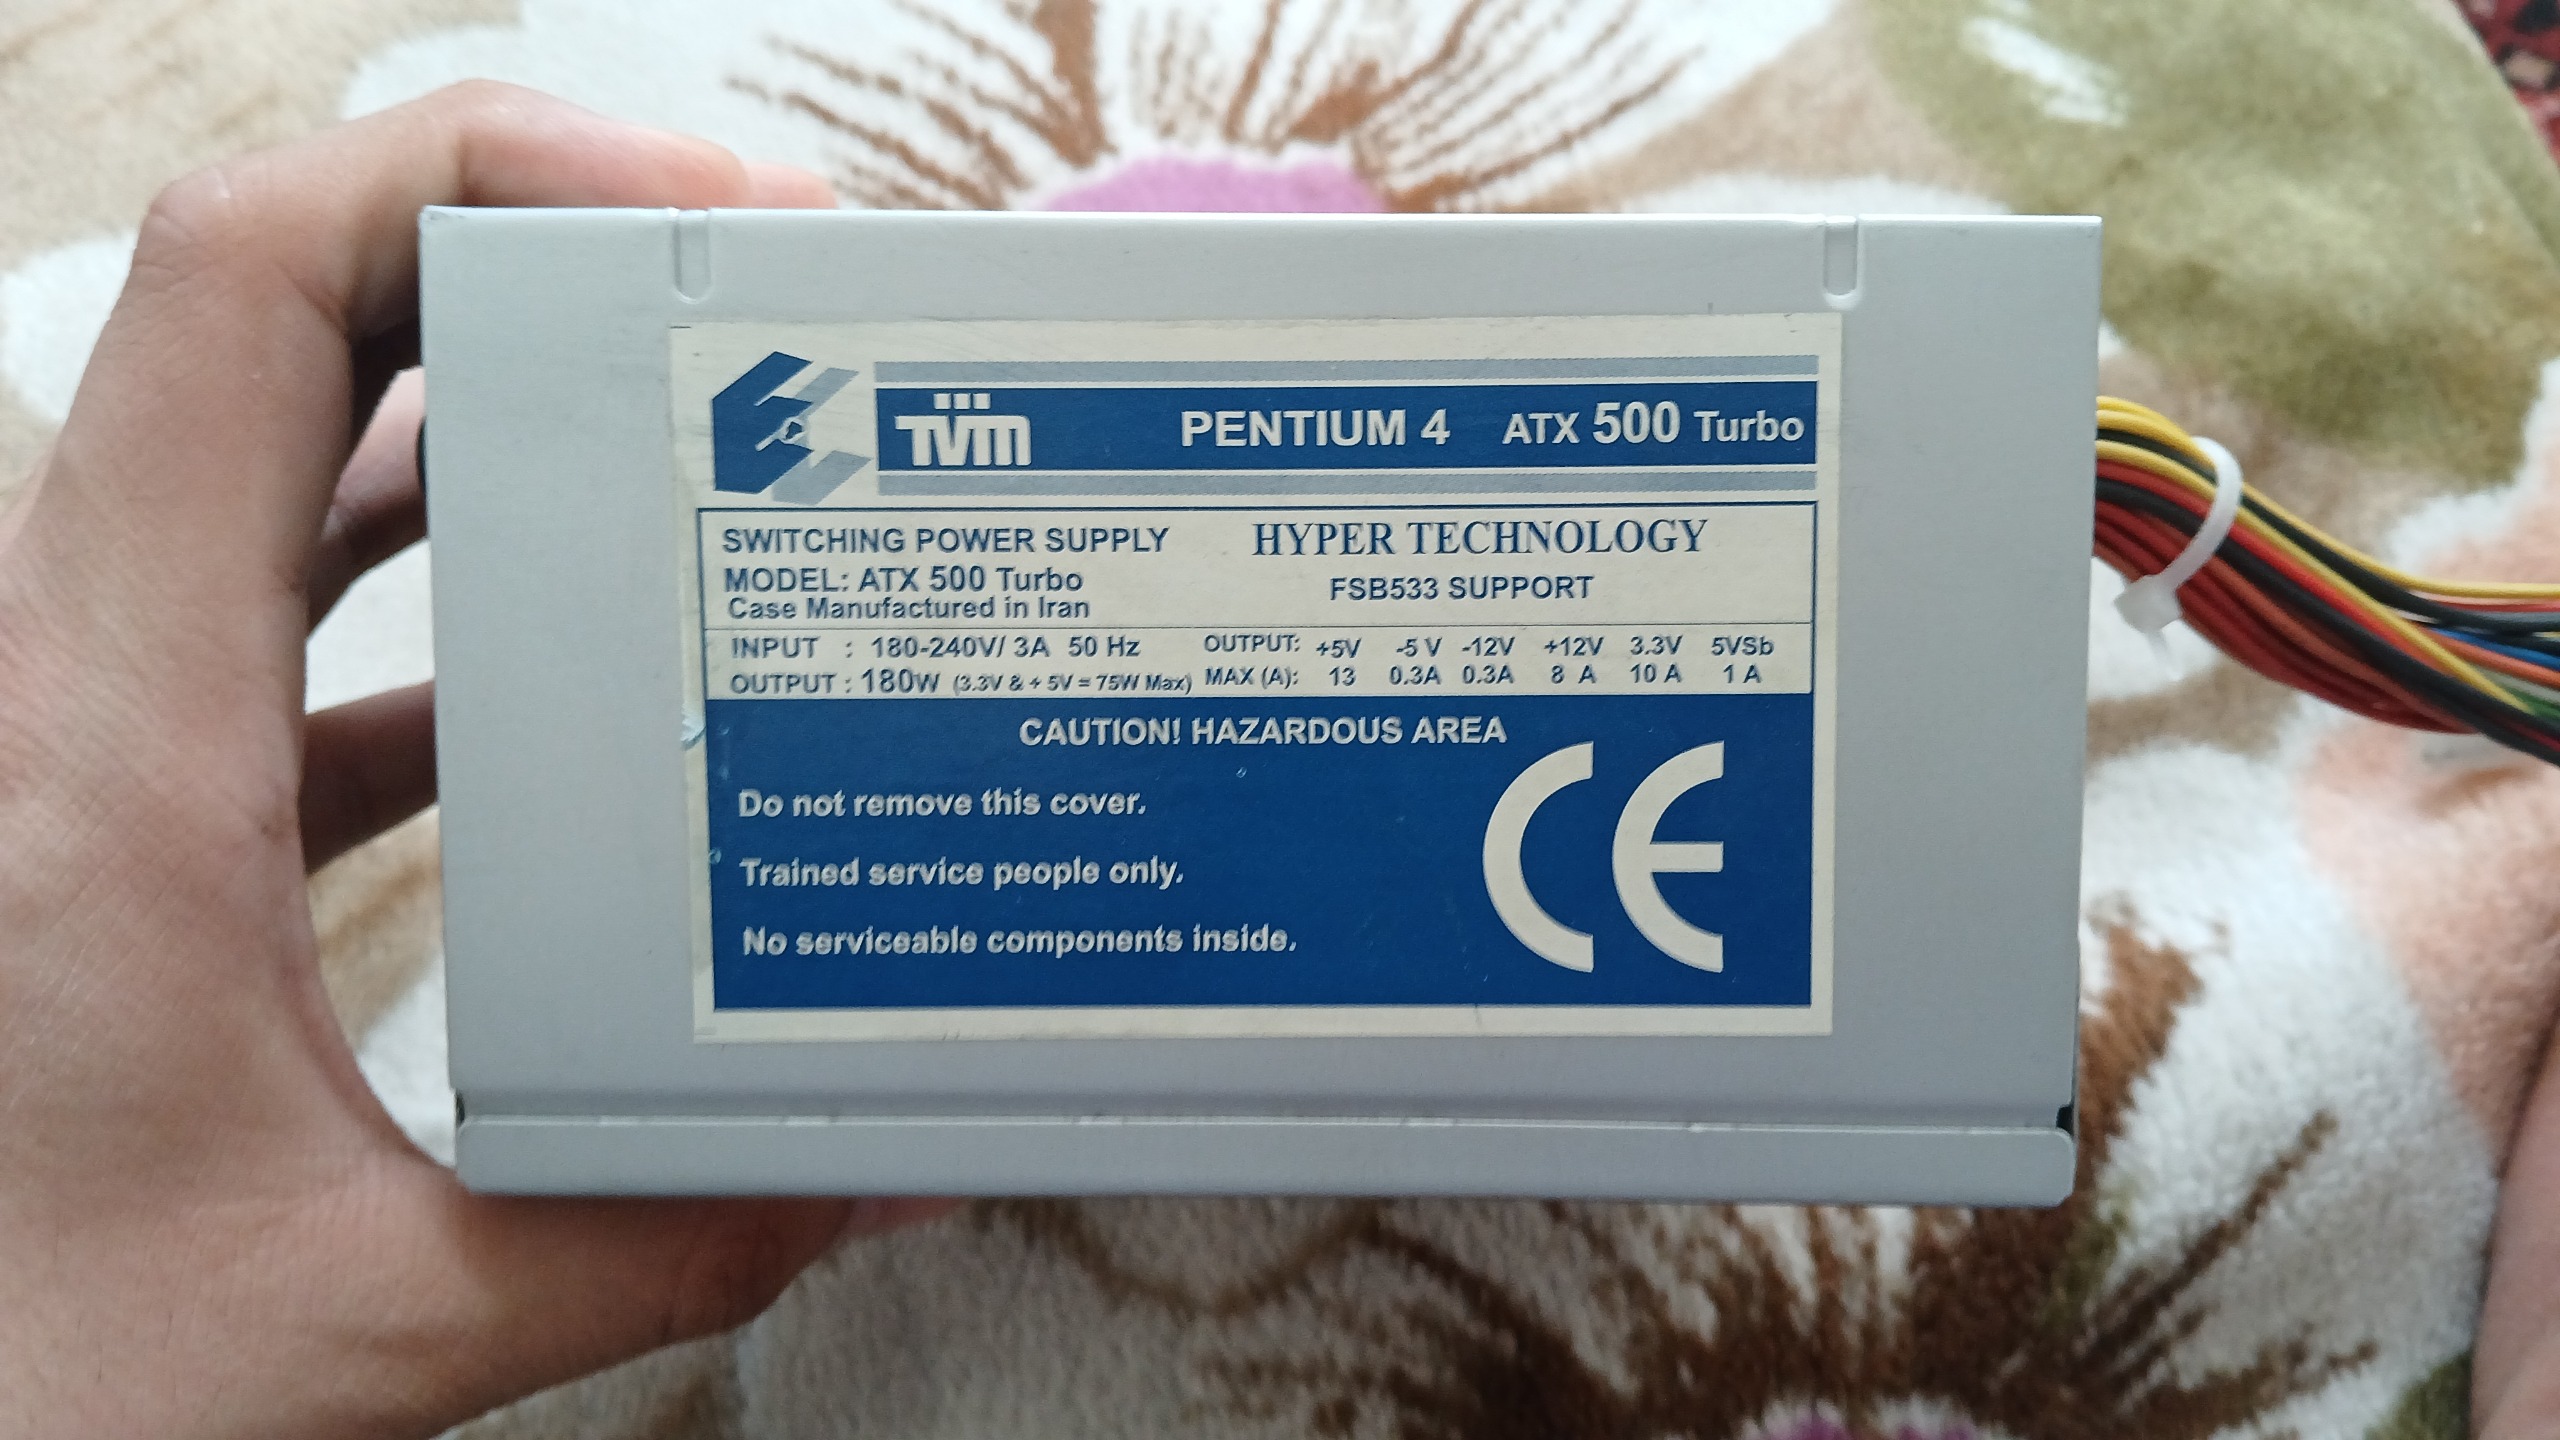 TVM PENTIUM 4 ATX 500 Turbo
SWITCHING POWER SUPPLY
MODEL: ATX 500 Turbo
Case Manufactured in Iran
HYPER TECHNOLOGY
FSB533 SUPPORT
INPUT : 180-240V/ 3A 50 Hz
OUTPUT : 180W (3.3V & + 5V = 75W Max)
OUTPUT: +5V -5 V -12V +12V 3.3V 5VSb
MAX (A): 13 0.3A 0.3A 8 A 10 A 1 A
CAUTION! HAZARDOUS AREA
Do not remove this cover.
Trained service people only.
No serviceable components inside.
CE